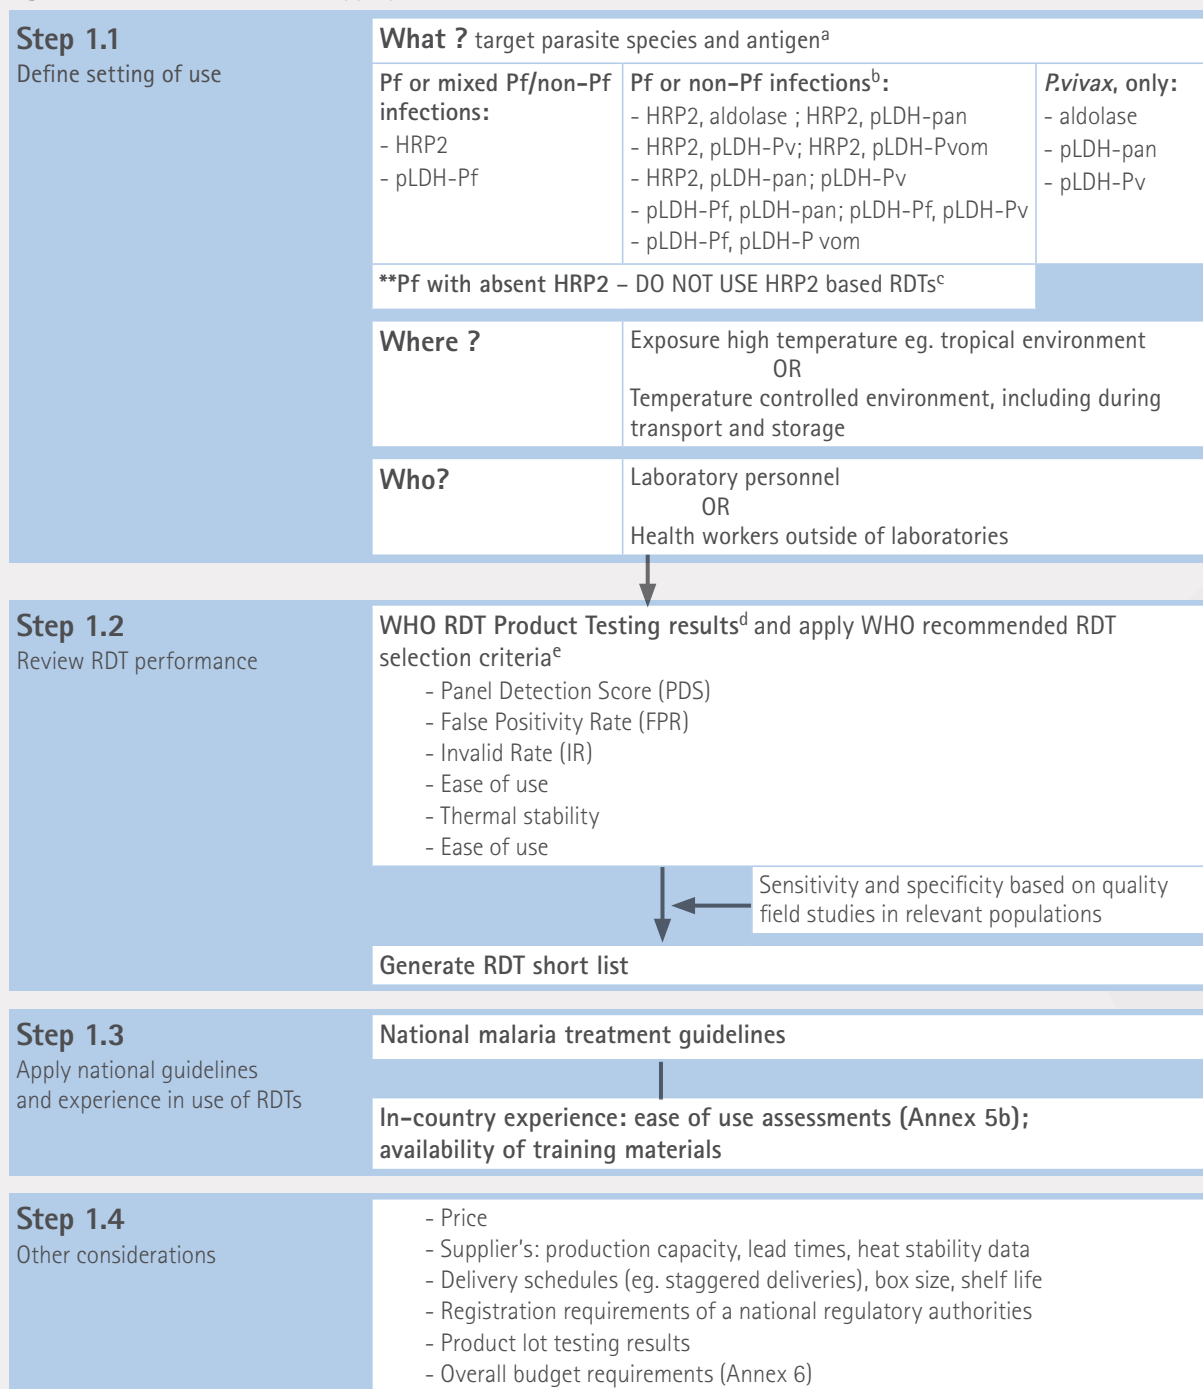 Step 1.1
Define setting of use
What ? target parasite species and antigenᵃ
Pf or mixed Pf/non-Pf
infections:
- HRP2
- pLDH-Pf
Pf or non-Pf infectionsᵇ:
- HRP2, aldolase ; HRP2, pLDH-pan
- HRP2, pLDH-Pv; HRP2, pLDH-Pvom
- HRP2, pLDH-pan; pLDH-Pv
- pLDH-Pf, pLDH-pan; pLDH-Pf, pLDH-Pv
- pLDH-Pf, pLDH-P vom
P.vivax, only:
- aldolase
- pLDH-pan
- pLDH-Pv
**Pf with absent HRP2 – DO NOT USE HRP2 based RDTsᶜ
Where ?
Exposure high temperature eg. tropical environment
OR
Temperature controlled environment, including during
transport and storage
Who?
Laboratory personnel
OR
Health workers outside of laboratories
Step 1.2
Review RDT performance
WHO RDT Product Testing resultsᵈ and apply WHO recommended RDT
selection criteriaᵉ
- Panel Detection Score (PDS)
- False Positivity Rate (FPR)
- Invalid Rate (IR)
- Ease of use
- Thermal stability
- Ease of use
Sensitivity and specificity based on quality
field studies in relevant populations
Generate RDT short list
Step 1.3
Apply national guidelines
and experience in use of RDTs
National malaria treatment guidelines
In-country experience: ease of use assessments (Annex 5b);
availability of training materials
Step 1.4
Other considerations
- Price
- Supplier's: production capacity, lead times, heat stability data
- Delivery schedules (eg. staggered deliveries), box size, shelf life
- Registration requirements of a national regulatory authorities
- Product lot testing results
- Overall budget requirements (Annex 6)